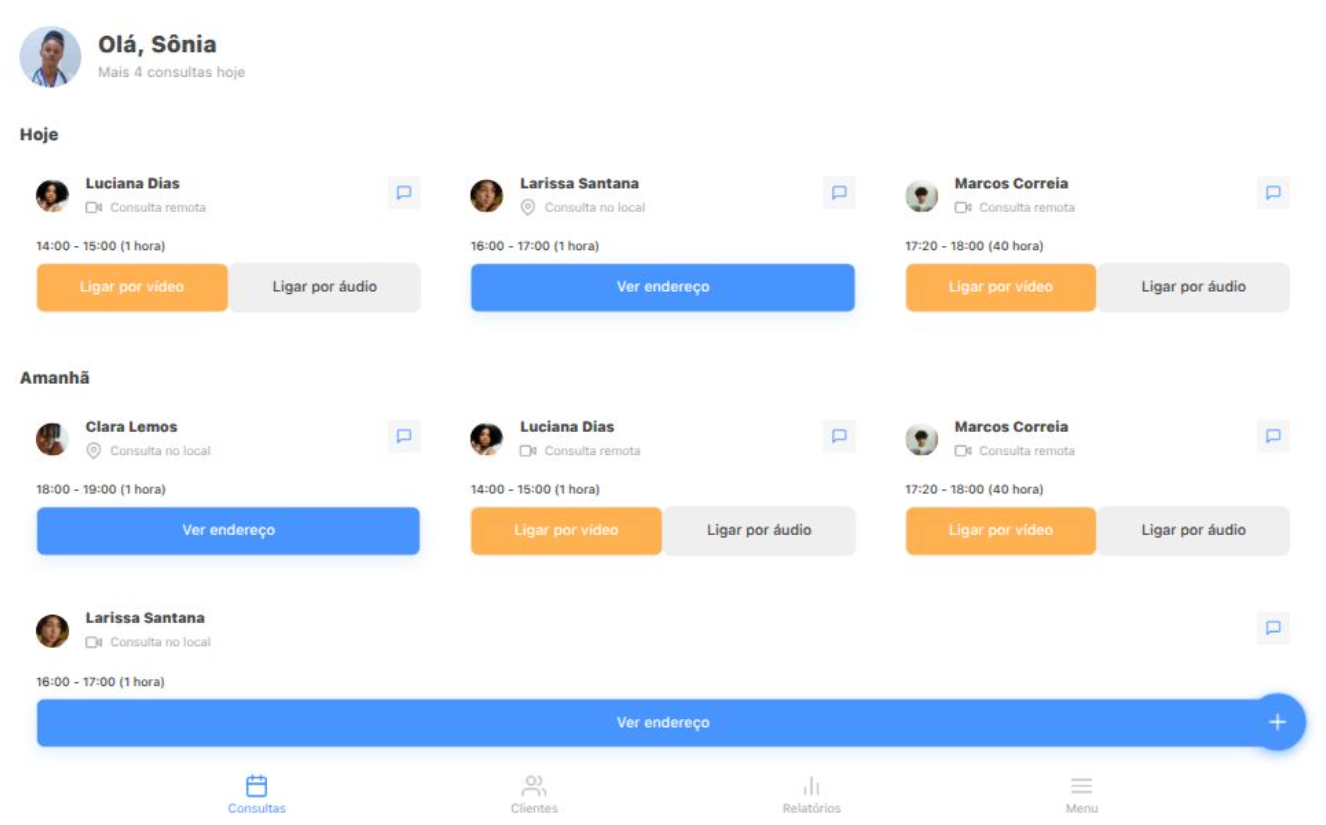 Olá, Sônia
Mais 4 consultas hoje
Hoje
Luciana Dias
Consulta remota
14:00 - 15:00 (1 hora)
Ligar por vídeo
Ligar por áudio
Larissa Santana
Consulta no local
16:00 - 17:00 (1 hora)
Ver endereço
Marcos Correia
Consulta remota
17:20 - 18:00 (40 hora)
Ligar por vídeo
Ligar por áudio
Amanhã
Clara Lemos
Consulta no local
18:00 - 19:00 (1 hora)
Ver endereço
Luciana Dias
Consulta remota
14:00 - 15:00 (1 hora)
Ligar por vídeo
Ligar por áudio
Marcos Correia
Consulta remota
17:20 - 18:00 (40 hora)
Ligar por vídeo
Ligar por áudio
Larissa Santana
Consulta no local
16:00 - 17:00 (1 hora)
Ver endereço
Consultas
Clientes
Relatórios
Menu